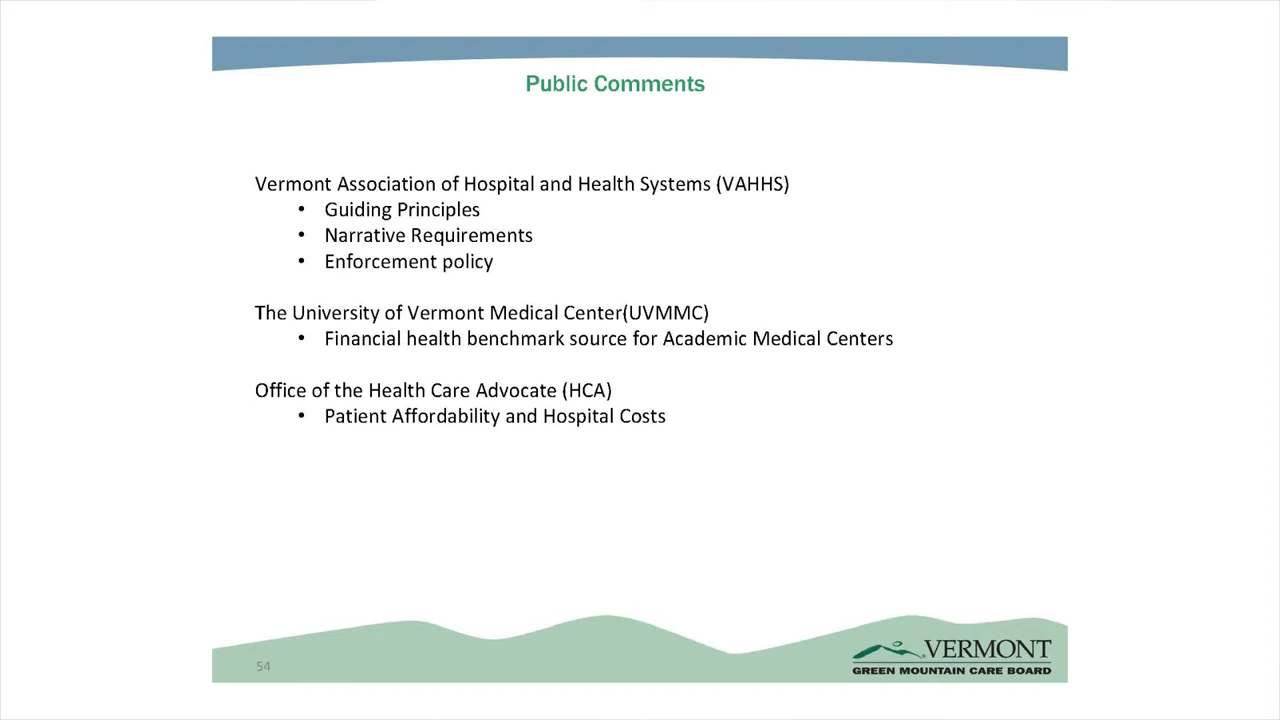 Public Comments
Vermont Association of Hospital and Health Systems (VAHHS)
• Guiding Principles
• Narrative Requirements
• Enforcement policy
The University of Vermont Medical Center(UVMMC)
• Financial health benchmark source for Academic Medical Centers
Office of the Health Care Advocate (HCA)
• Patient Affordability and Hospital Costs
54
VERMONT
GREEN MOUNTAIN CARE BOARD